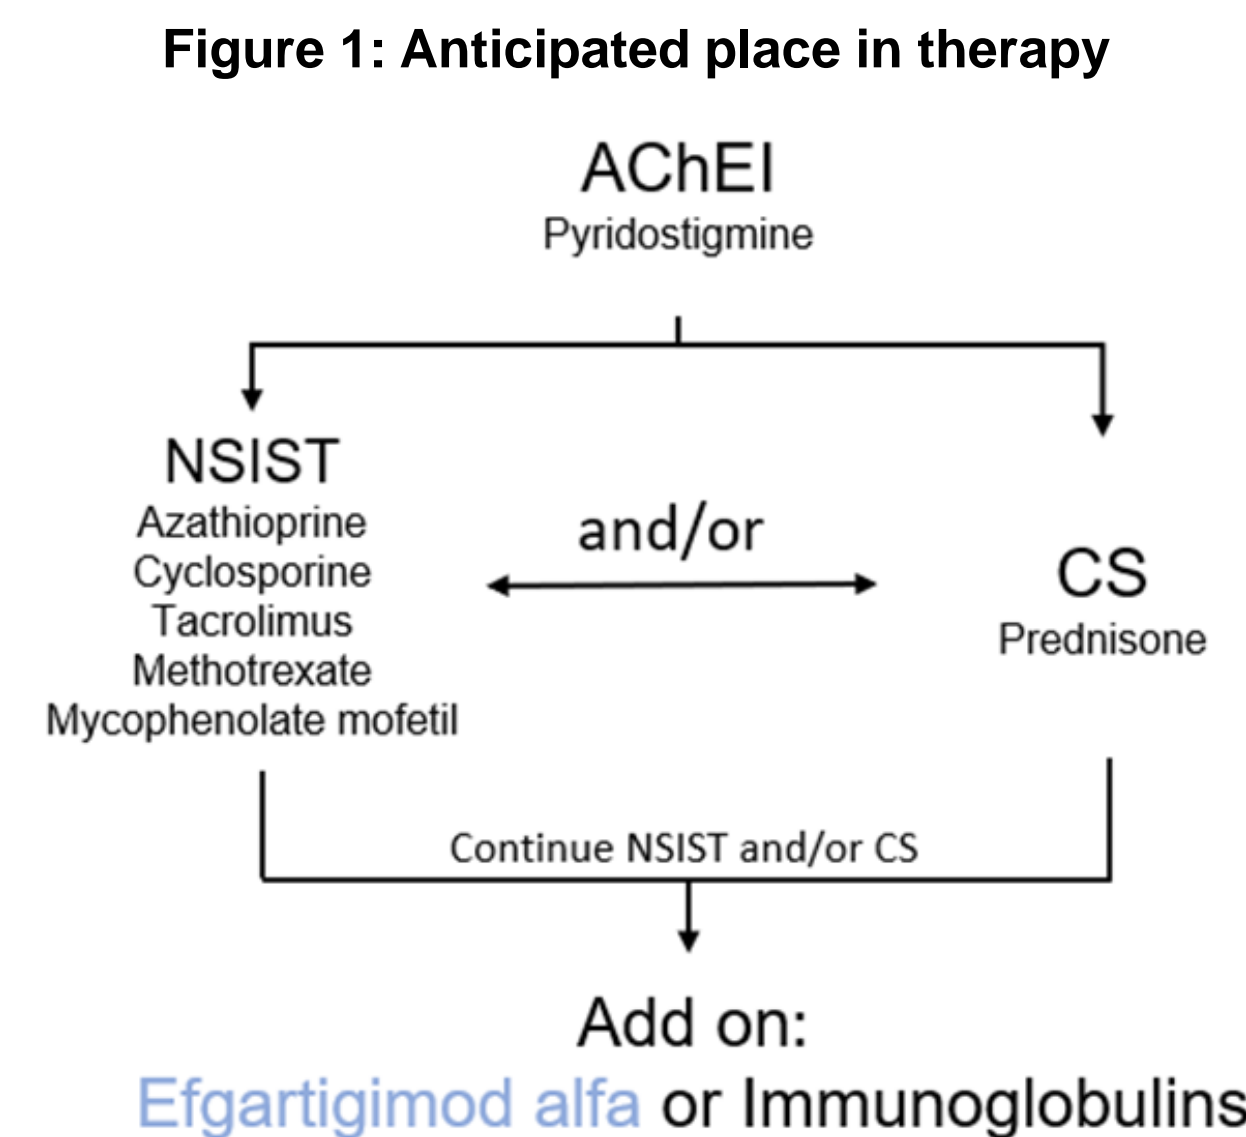 Figure 1: Anticipated place in therapy
AChEI
Pyridostigmine
NSIST
Azathioprine
Cyclosporine
Tacrolimus
Methotrexate
Mycophenolate mofetil
and/or
CS
Prednisone
Continue NSIST and/or CS
Add on:
Efgartigimod alfa or Immunoglobulins